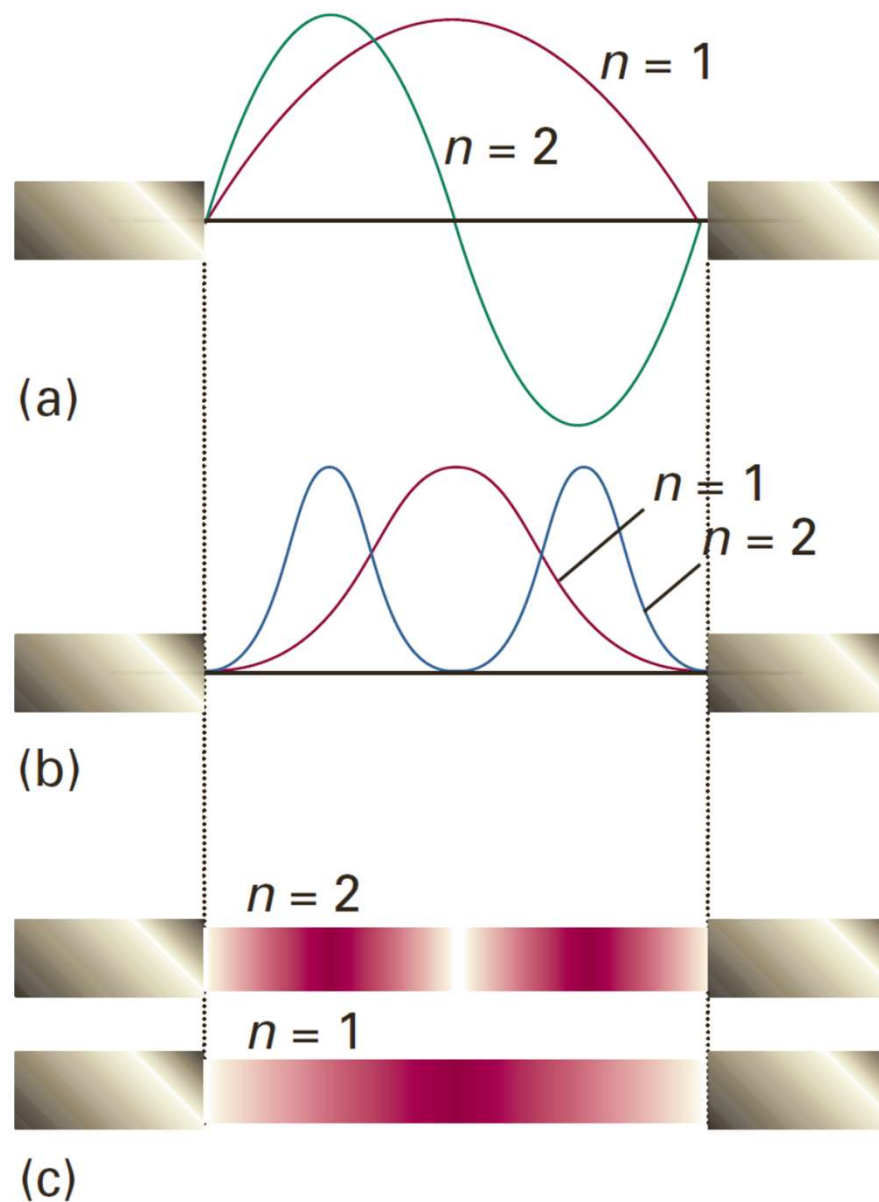 n = 1
n = 2
(a)
n = 1
n = 2
(b)
n = 2
n = 1
(c)